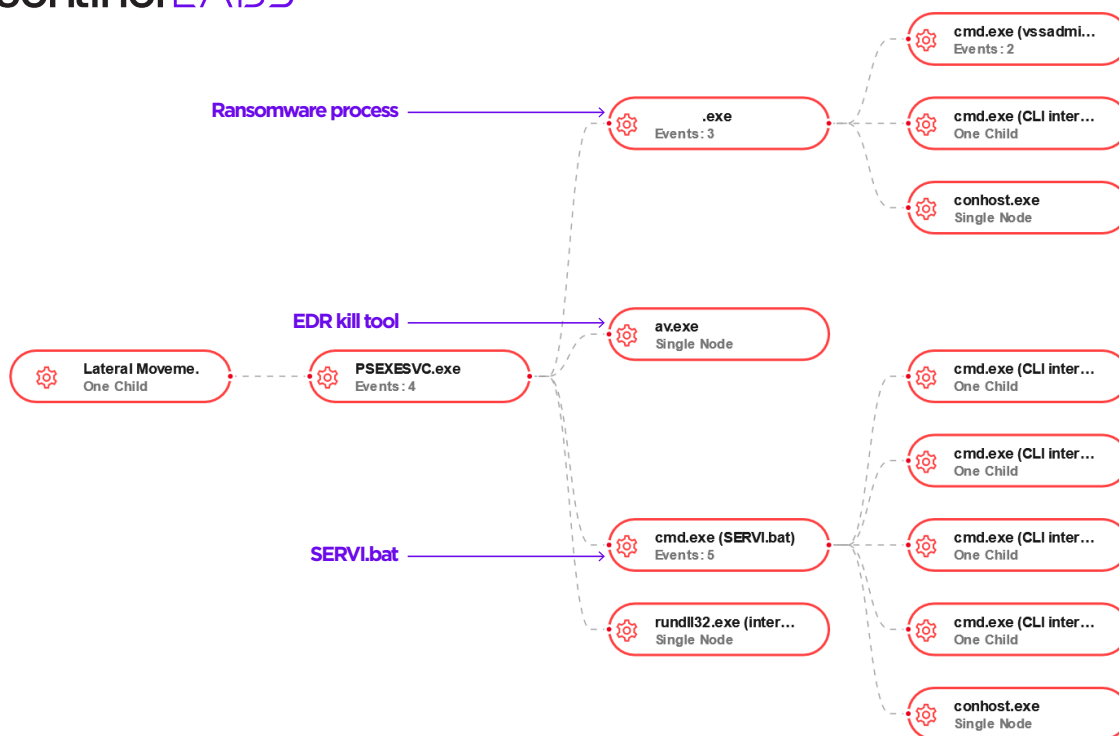 cmd.exe (vssadmi...
Events: 2
Ransomware process
.exe
Events: 3
cmd.exe (CLI inter...
One Child
conhost.exe
Single Node
EDR kill tool
av.exe
Single Node
Lateral Moveme.
One Child
PSEXESVC.exe
Events: 4
cmd.exe (CLI inter...
One Child
cmd.exe (CLI inter...
One Child
SERVI.bat
cmd.exe (SERVI.bat)
Events: 5
cmd.exe (CLI inter...
One Child
rundll32.exe (inter...
Single Node
cmd.exe (CLI inter...
One Child
conhost.exe
Single Node